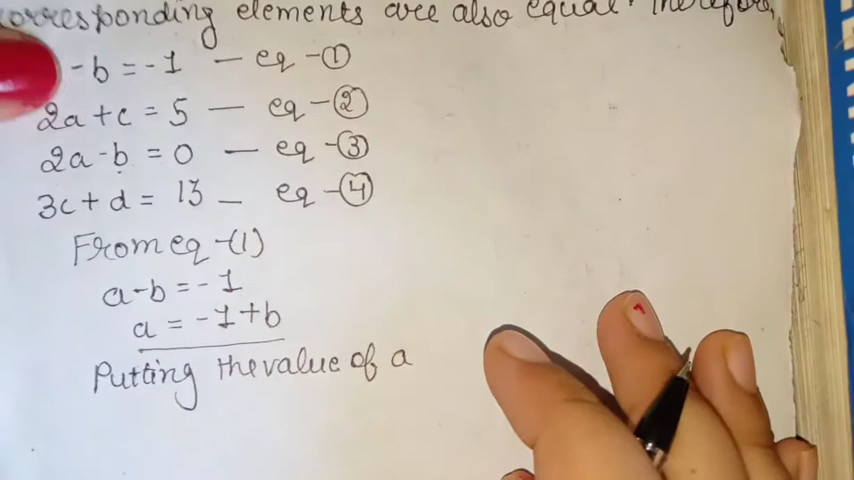 corresponding elements are also equal. Therefore,
-b = -1 — eq-①
2a+c = 5 — eq-②
2a-b = 0 — eq-③
3c+d = 13 — eq-④
From eq-(1)
a-b = -1
a = -1+b
Putting the value of a